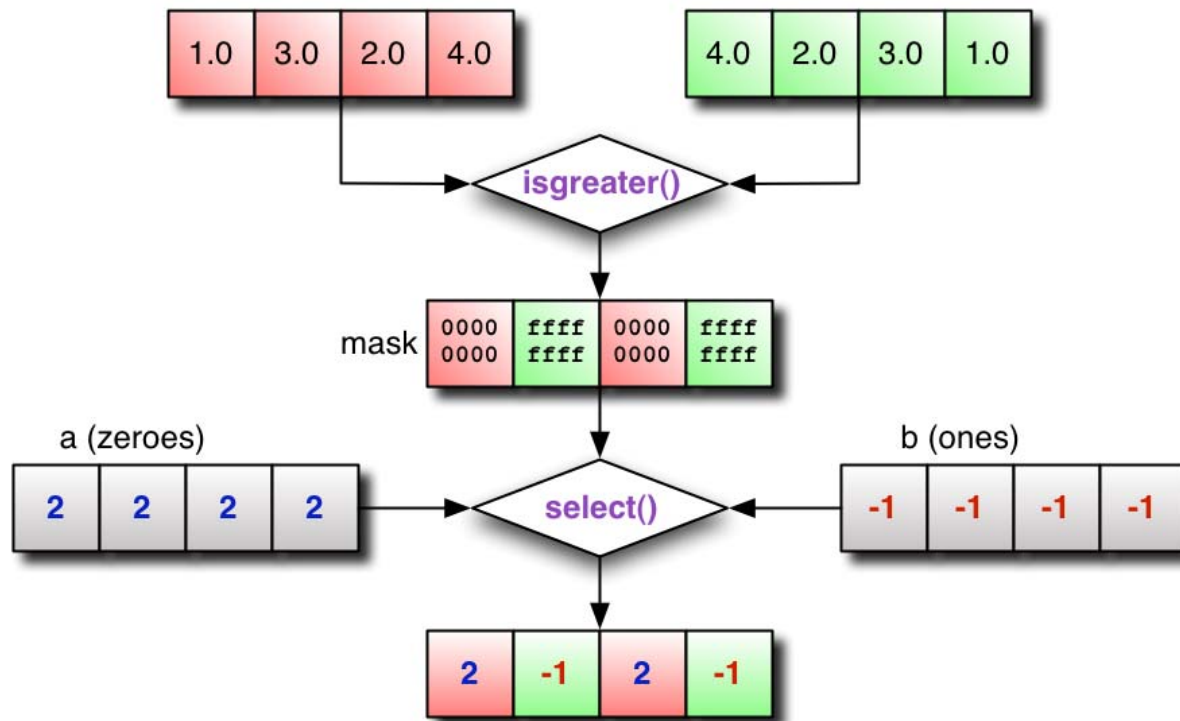 1.0 3.0 2.0 4.0
4.0 2.0 3.0 1.0
isgreater()
mask
0000 ffff 0000 ffff
0000 ffff 0000 ffff
a (zeroes)
b (ones)
2 2 2 2
select()
-1 -1 -1 -1
2 -1 2 -1